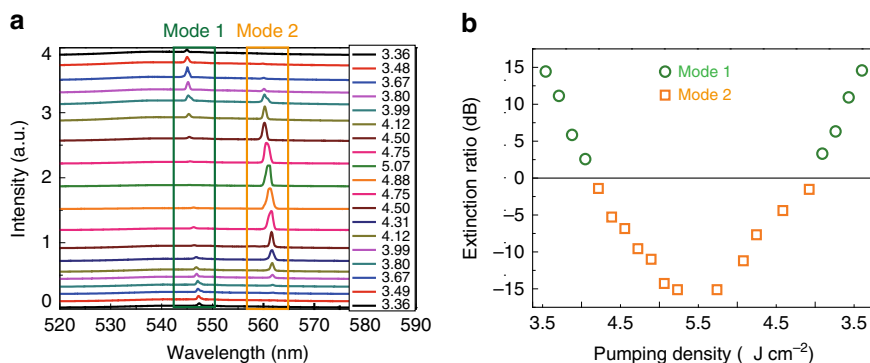 a
Mode 1 Mode 2
4
3
2
1
0
Intensity (a.u.)
520 550 560 570 580 590
Wavelength (nm)
3.36
3.48
3.67
3.80
3.99
4.12
4.50
4.75
5.07
4.88
4.75
4.50
4.31
4.12
3.99
3.80
3.67
3.49
3.36
b
15
10
5
0
−5
−10
−15
Extinction ratio (dB)
Mode 1
Mode 2
3.5 4.5 5.5 4.5 3.5
Pumping density ( J cm−2)